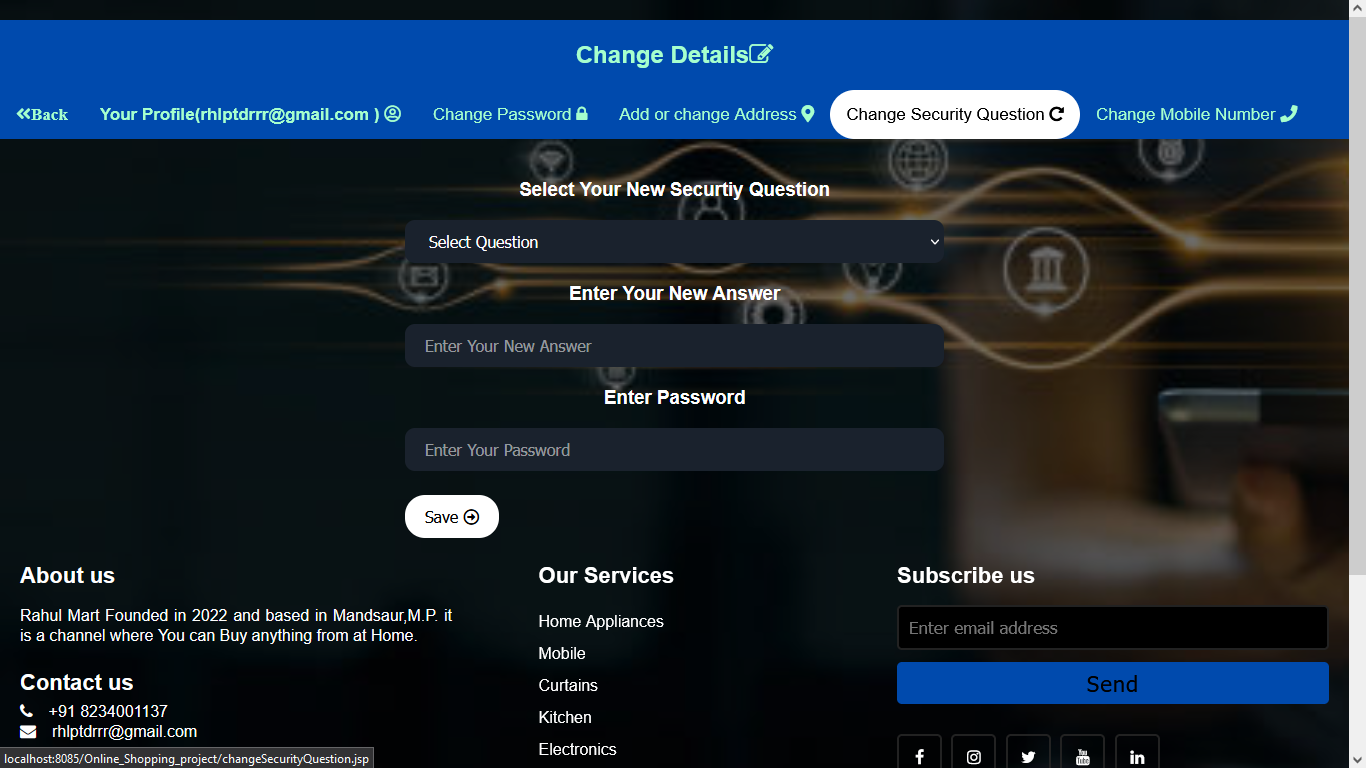 Change Details
Back Your Profile(rhlptdrrr@gmail.com ) Change Password Add or change Address Change Security Question Change Mobile Number
Select Your New Securtiy Question
Select Question
Enter Your New Answer
Enter Your New Answer
Enter Password
Enter Your Password
Save
About us
Rahul Mart Founded in 2022 and based in Mandsaur,M.P. it
is a channel where You can Buy anything from at Home.
Contact us
+91 8234001137
rhlptdrrr@gmail.com
Our Services
Home Appliances
Mobile
Curtains
Kitchen
Electronics
Subscribe us
Enter email address
Send
You Tube
localhost:8085/Online_Shopping_project/changeSecurityQuestion.jsp